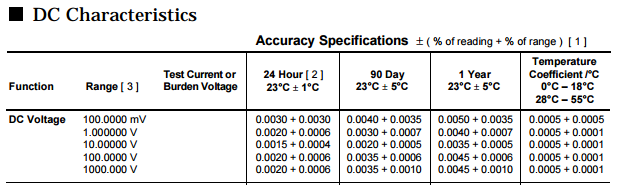 ■ DC Characteristics
Accuracy Specifications ± ( % of reading + % of range ) [ 1 ]
Function Range [ 3 ] Test Current or Burden Voltage 24 Hour [ 2 ] 23°C ± 1°C 90 Day 23°C ± 5°C 1 Year 23°C ± 5°C Temperature Coefficient /°C 0°C – 18°C 28°C – 55°C
DC Voltage 100.0000 mV 0.0030 + 0.0030 0.0040 + 0.0035 0.0050 + 0.0035 0.0005 + 0.0005
1.000000 V 0.0020 + 0.0006 0.0030 + 0.0007 0.0040 + 0.0007 0.0005 + 0.0001
10.00000 V 0.0015 + 0.0004 0.0020 + 0.0005 0.0035 + 0.0005 0.0005 + 0.0001
100.0000 V 0.0020 + 0.0006 0.0035 + 0.0006 0.0045 + 0.0006 0.0005 + 0.0001
1000.000 V 0.0020 + 0.0006 0.0035 + 0.0010 0.0045 + 0.0010 0.0005 + 0.0001